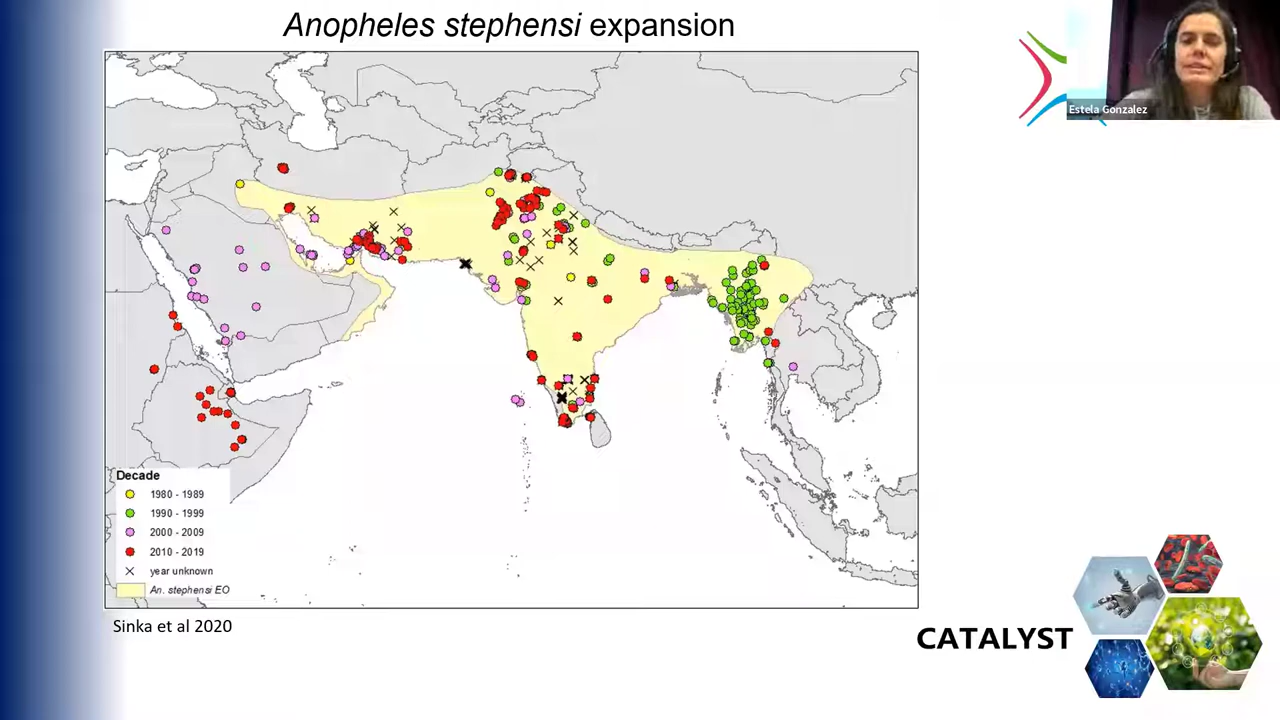 Anopheles stephensi expansion
Estela Gonzalez
Decade
1980 - 1989
1990 - 1999
2000 - 2009
2010 - 2019
year unknown
An. stephensi EO
Sinka et al 2020
CATALYST